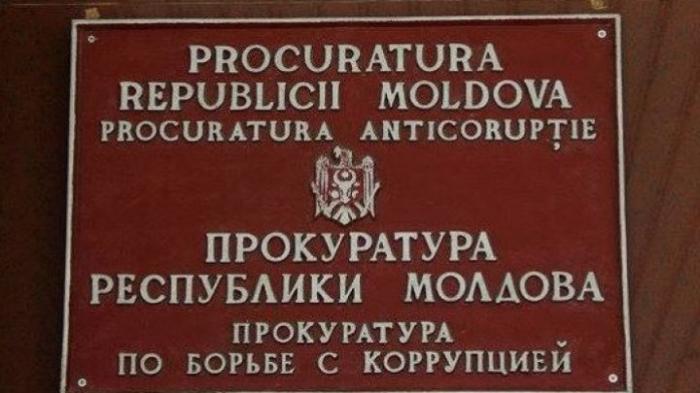 PROCURATURA
REPUBLICII MOLDOVA
PROCURATURA ANTICORUPȚIE
ПРОКУРАТУРА
РЕСПУБЛИКИ МОЛДОВА
ПРОКУРАТУРА
ПО БОРЬБЕ С КОРРУПЦИЕЙ